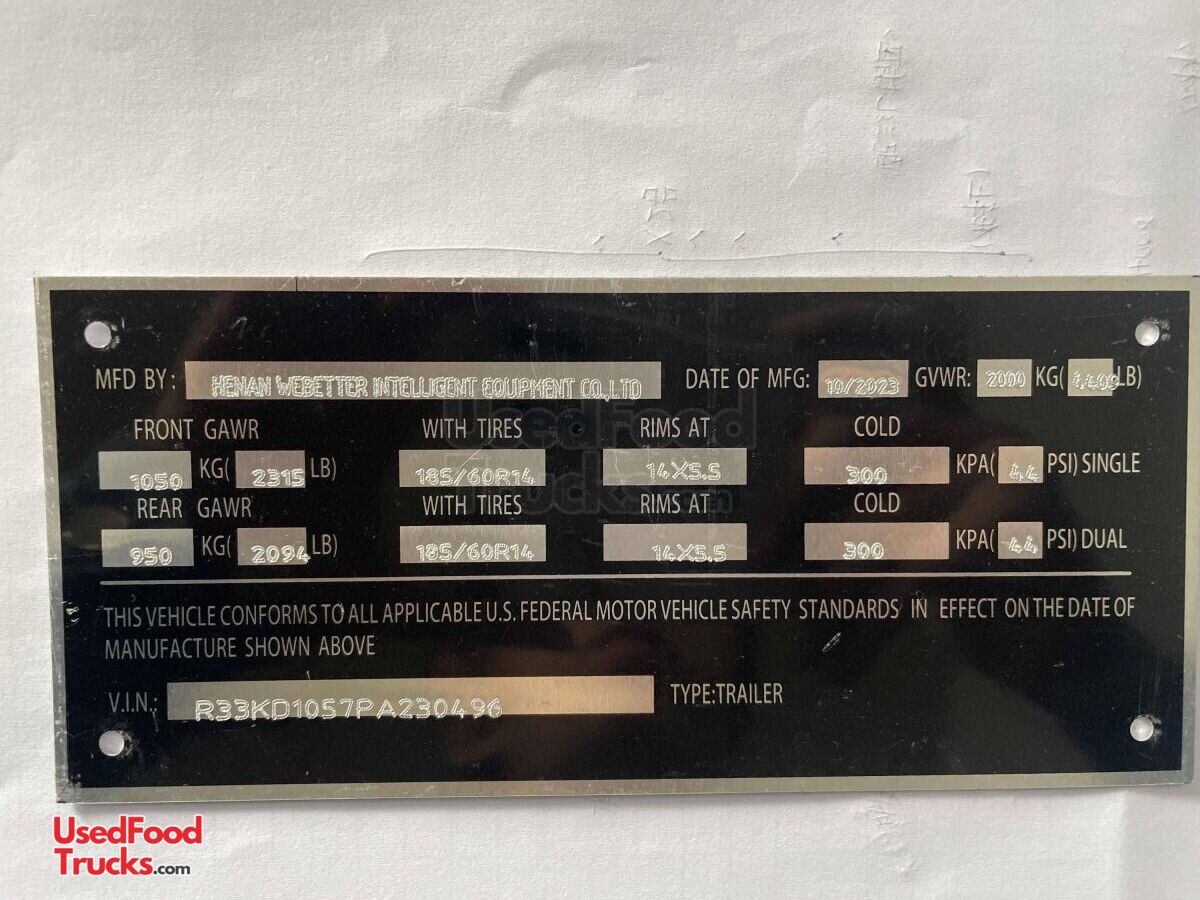 MFD BY: HENAN WEBETTER INTELLIGENT EQUIPMENT CO.,LTD DATE OF MFG: 10/2023 GVWR: 2000 KG( 4409 LB)
FRONT GAWR WITH TIRES RIMS AT COLD
1050 KG( 2315 LB) 185/60R14 14X5.5 300 KPA( 44 PSI) SINGLE
REAR GAWR WITH TIRES RIMS AT COLD
950 KG( 2094 LB) 185/60R14 14X5.5 300 KPA( 44 PSI) DUAL
THIS VEHICLE CONFORMS TO ALL APPLICABLE U.S. FEDERAL MOTOR VEHICLE SAFETY STANDARDS IN EFFECT ON THE DATE OF
MANUFACTURE SHOWN ABOVE
V.I.N.: R33KD1057PA230496 TYPE:TRAILER
UsedFood
Trucks.com
UsedFood
Trucks.com